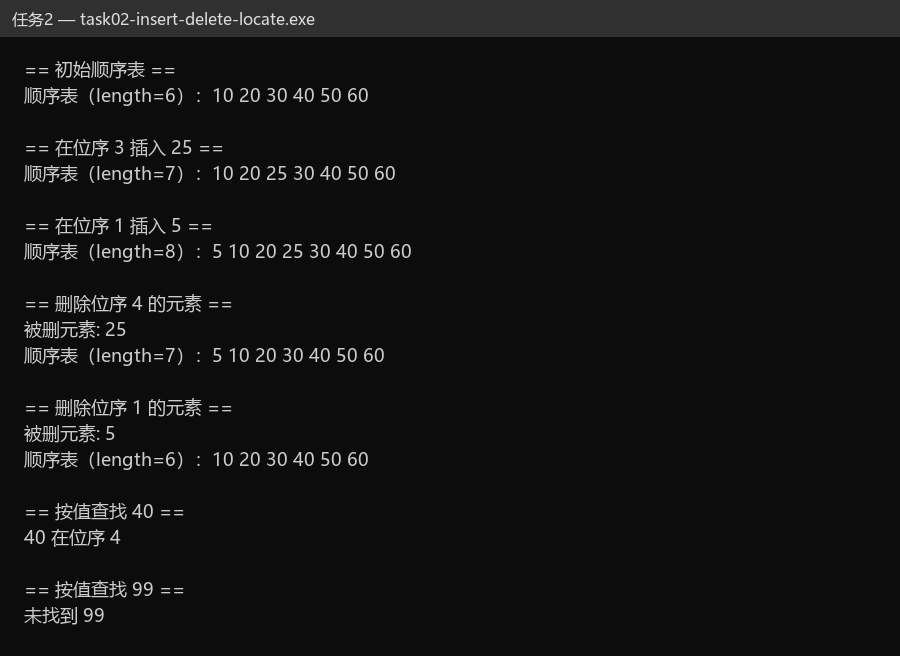 任务2 — task02-insert-delete-locate.exe
== 初始顺序表 ==
顺序表（length=6）：10 20 30 40 50 60
== 在位序 3 插入 25 ==
顺序表（length=7）：10 20 25 30 40 50 60
== 在位序 1 插入 5 ==
顺序表（length=8）：5 10 20 25 30 40 50 60
== 删除位序 4 的元素 ==
被删元素: 25
顺序表（length=7）：5 10 20 30 40 50 60
== 删除位序 1 的元素 ==
被删元素: 5
顺序表（length=6）：10 20 30 40 50 60
== 按值查找 40 ==
40 在位序 4
== 按值查找 99 ==
未找到 99